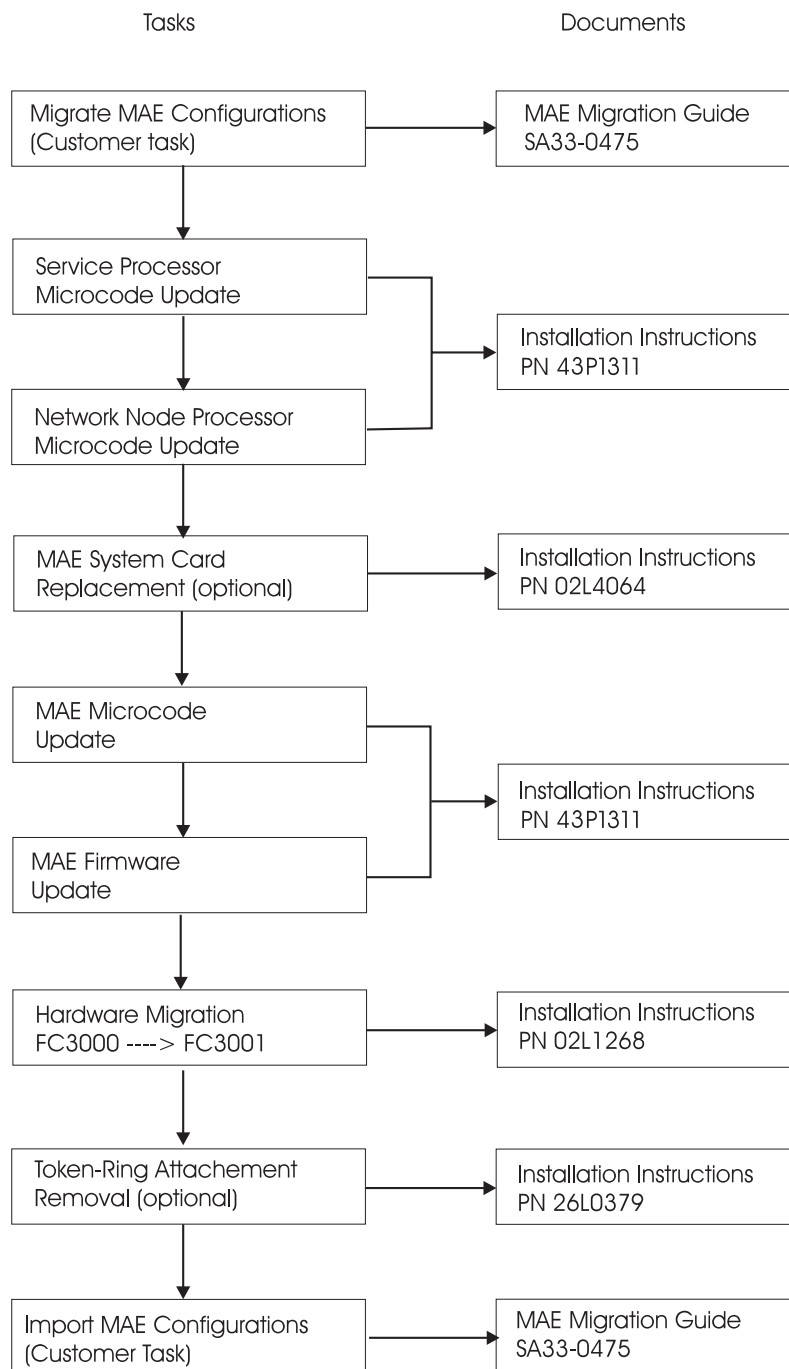 Tasks
Documents
Migrate MAE Configurations
(Customer task)
MAE Migration Guide
SA33-0475
Service Processor
Microcode Update
Installation Instructions
PN 43P1311
Network Node Processor
Microcode Update
MAE System Card
Replacement (optional)
Installation Instructions
PN 02L4064
MAE Microcode
Update
Installation Instructions
PN 43P1311
MAE Firmware
Update
Hardware Migration
FC3000 ----> FC3001
Installation Instructions
PN 02L1268
Token-Ring Attachement
Removal (optional)
Installation Instructions
PN 26L0379
Import MAE Configurations
(Customer Task)
MAE Migration Guide
SA33-0475